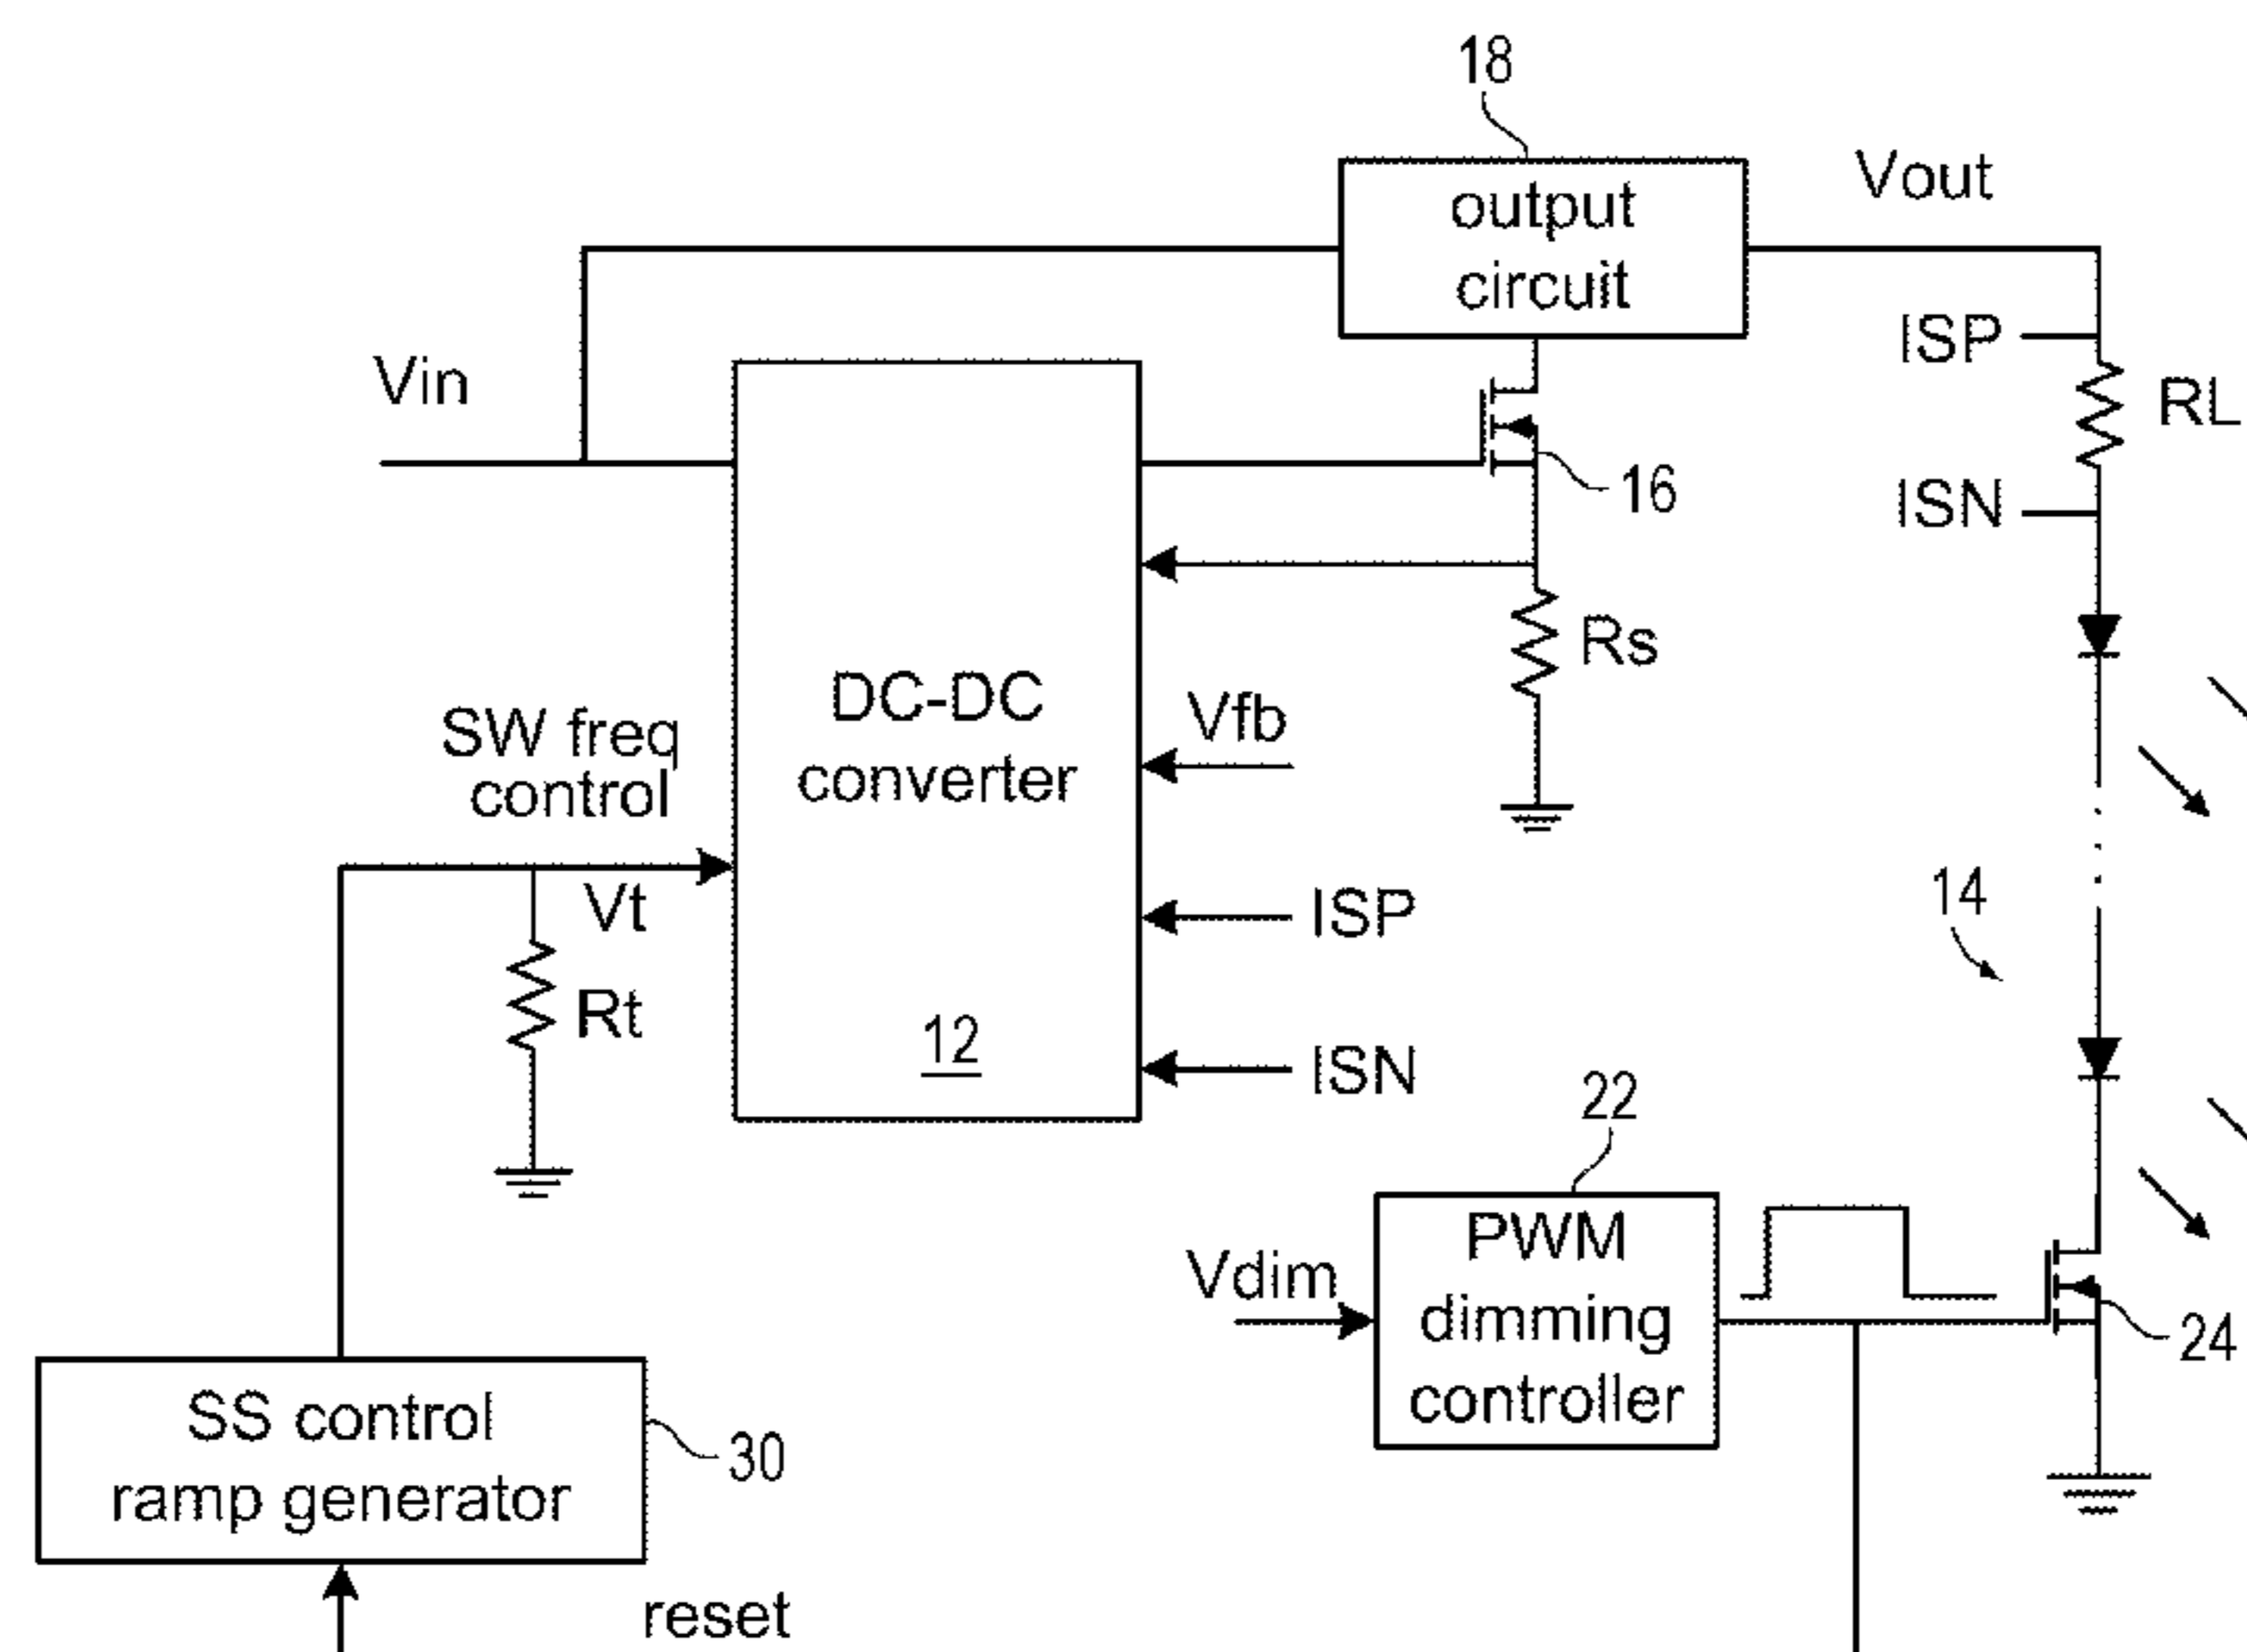 18
output
circuit
Vout
ISP
RL
ISN
Vin
16
Rs
DC-DC
converter
12
SW freq
control
Vt
Rt
Vfb
ISP
ISN
14
22
PWM
dimming
controller
Vdim
24
SS control
ramp generator
30
reset